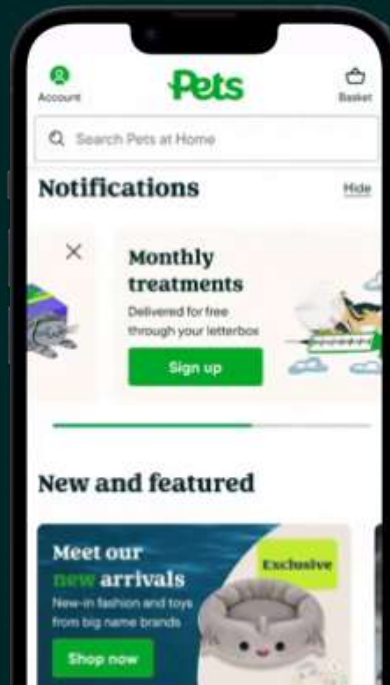 Pets
Account
Basket
Search Pets at Home
Notifications
Hide
Monthly
treatments
Delivered for free
through your letterbox
Sign up
New and featured
Meet our
new arrivals
New-in fashion and toys
from big name brands
Shop now
Exclusive